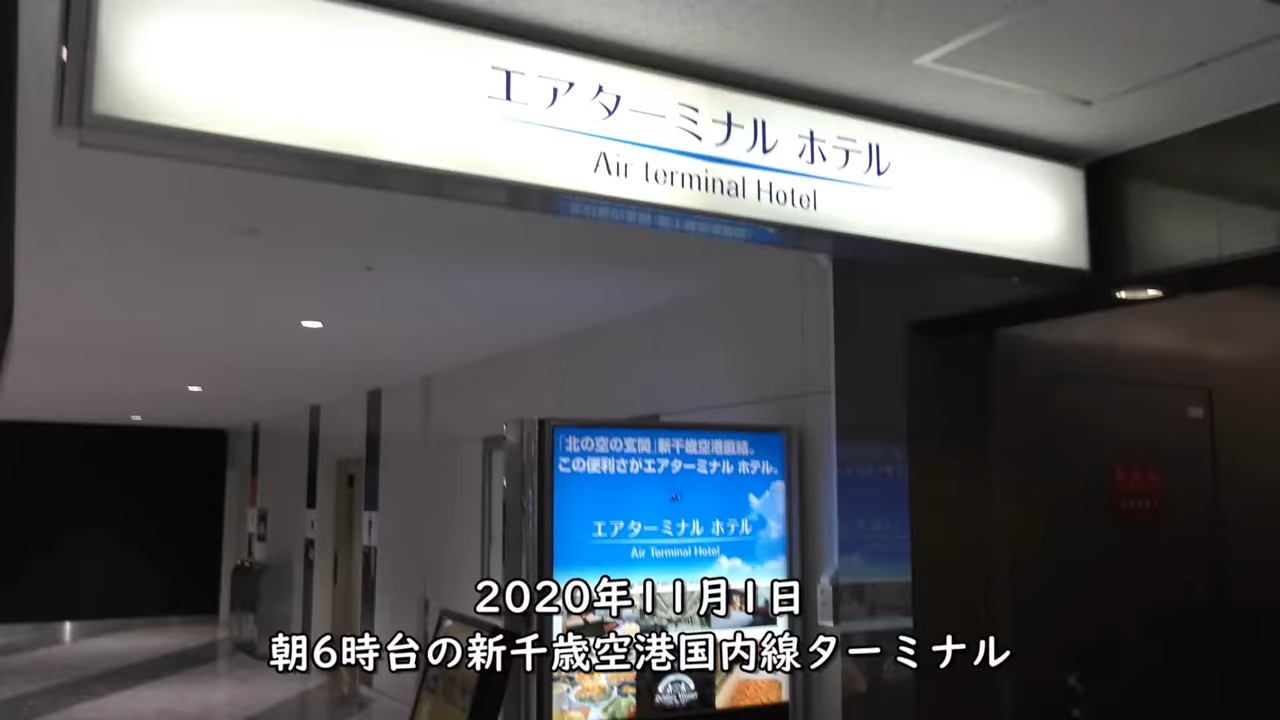 エアターミナル ホテル
Air terminal Hotel
「北の空の玄関」新千歳空港直結。
この便利さがエアターミナル ホテル。
エアターミナル ホテル
Air Terminal Hotel
2020年11月1日
朝6時台の新千歳空港国内線ターミナル